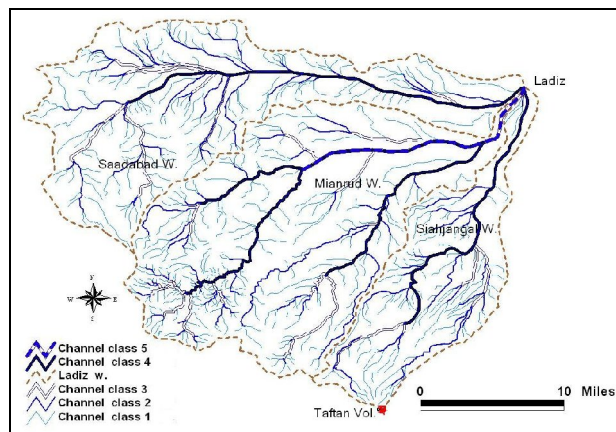 Ladiz
Saadabad W.
Mianrud W.
Siahjangal W.
W
E
Channel class 5
Channel class 4
Ladiz w.
Channel class 3
Channel class 2
Channel class 1
0 10 Miles
Taftan Vol.